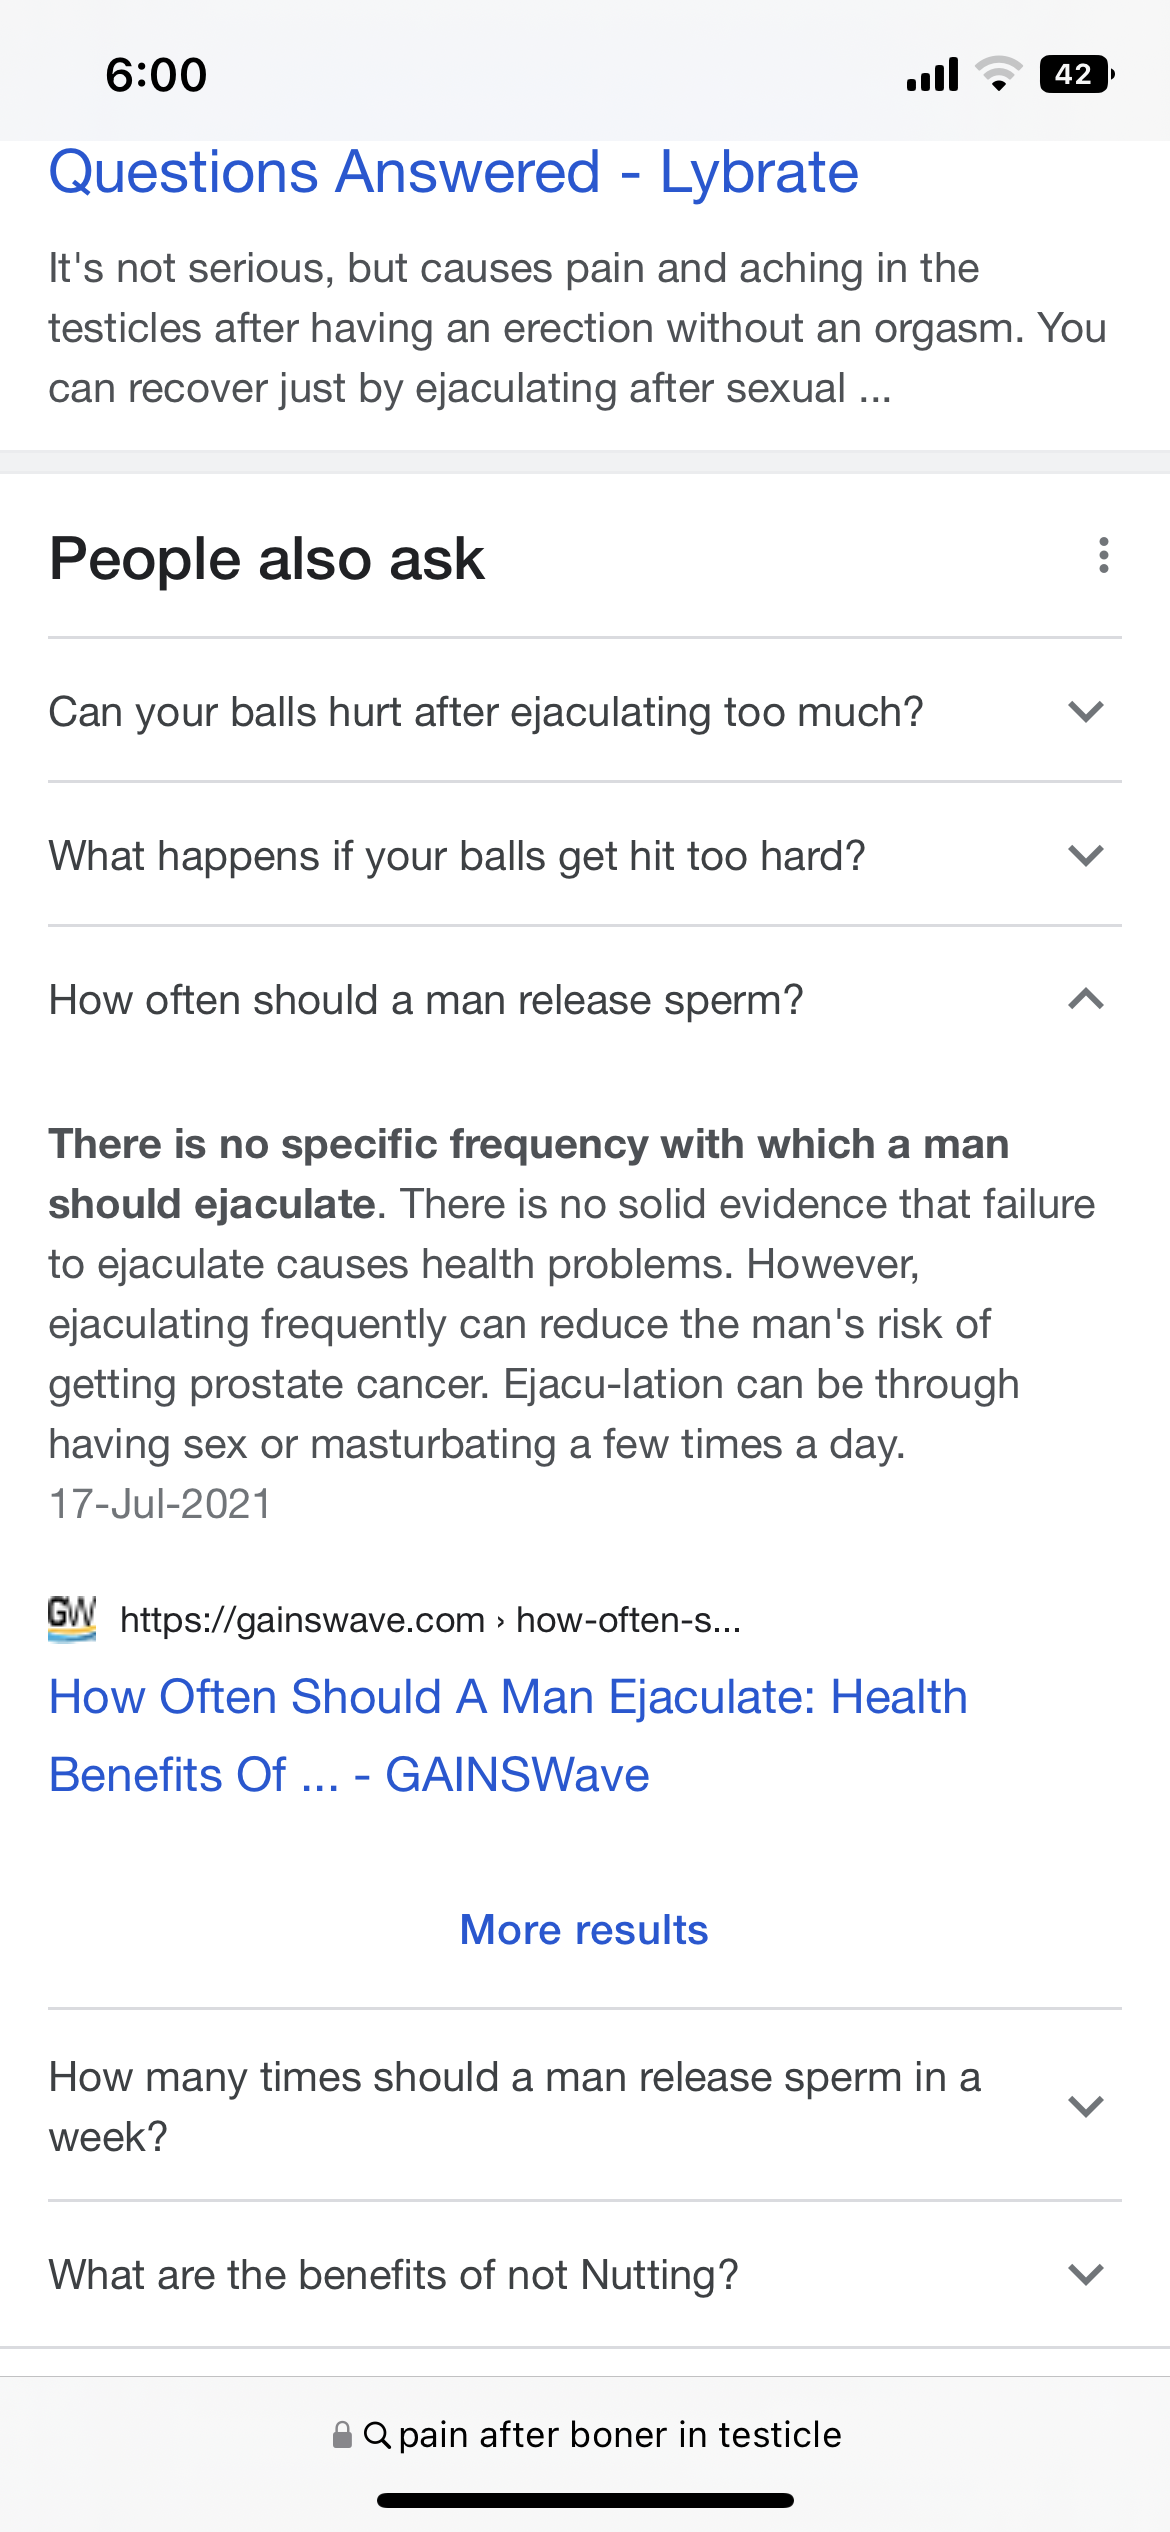 6:00
42
Questions Answered - Lybrate
It's not serious, but causes pain and aching in the
testicles after having an erection without an orgasm. You
can recover just by ejaculating after sexual ...
People also ask
Can your balls hurt after ejaculating too much?
What happens if your balls get hit too hard?
How often should a man release sperm?
There is no specific frequency with which a man
should ejaculate. There is no solid evidence that failure
to ejaculate causes health problems. However,
ejaculating frequently can reduce the man's risk of
getting prostate cancer. Ejacu-lation can be through
having sex or masturbating a few times a day.
17-Jul-2021
GW
https://gainswave.com › how-often-s...
How Often Should A Man Ejaculate: Health
Benefits Of ... - GAINSWave
More results
How many times should a man release sperm in a
week?
What are the benefits of not Nutting?
pain after boner in testicle